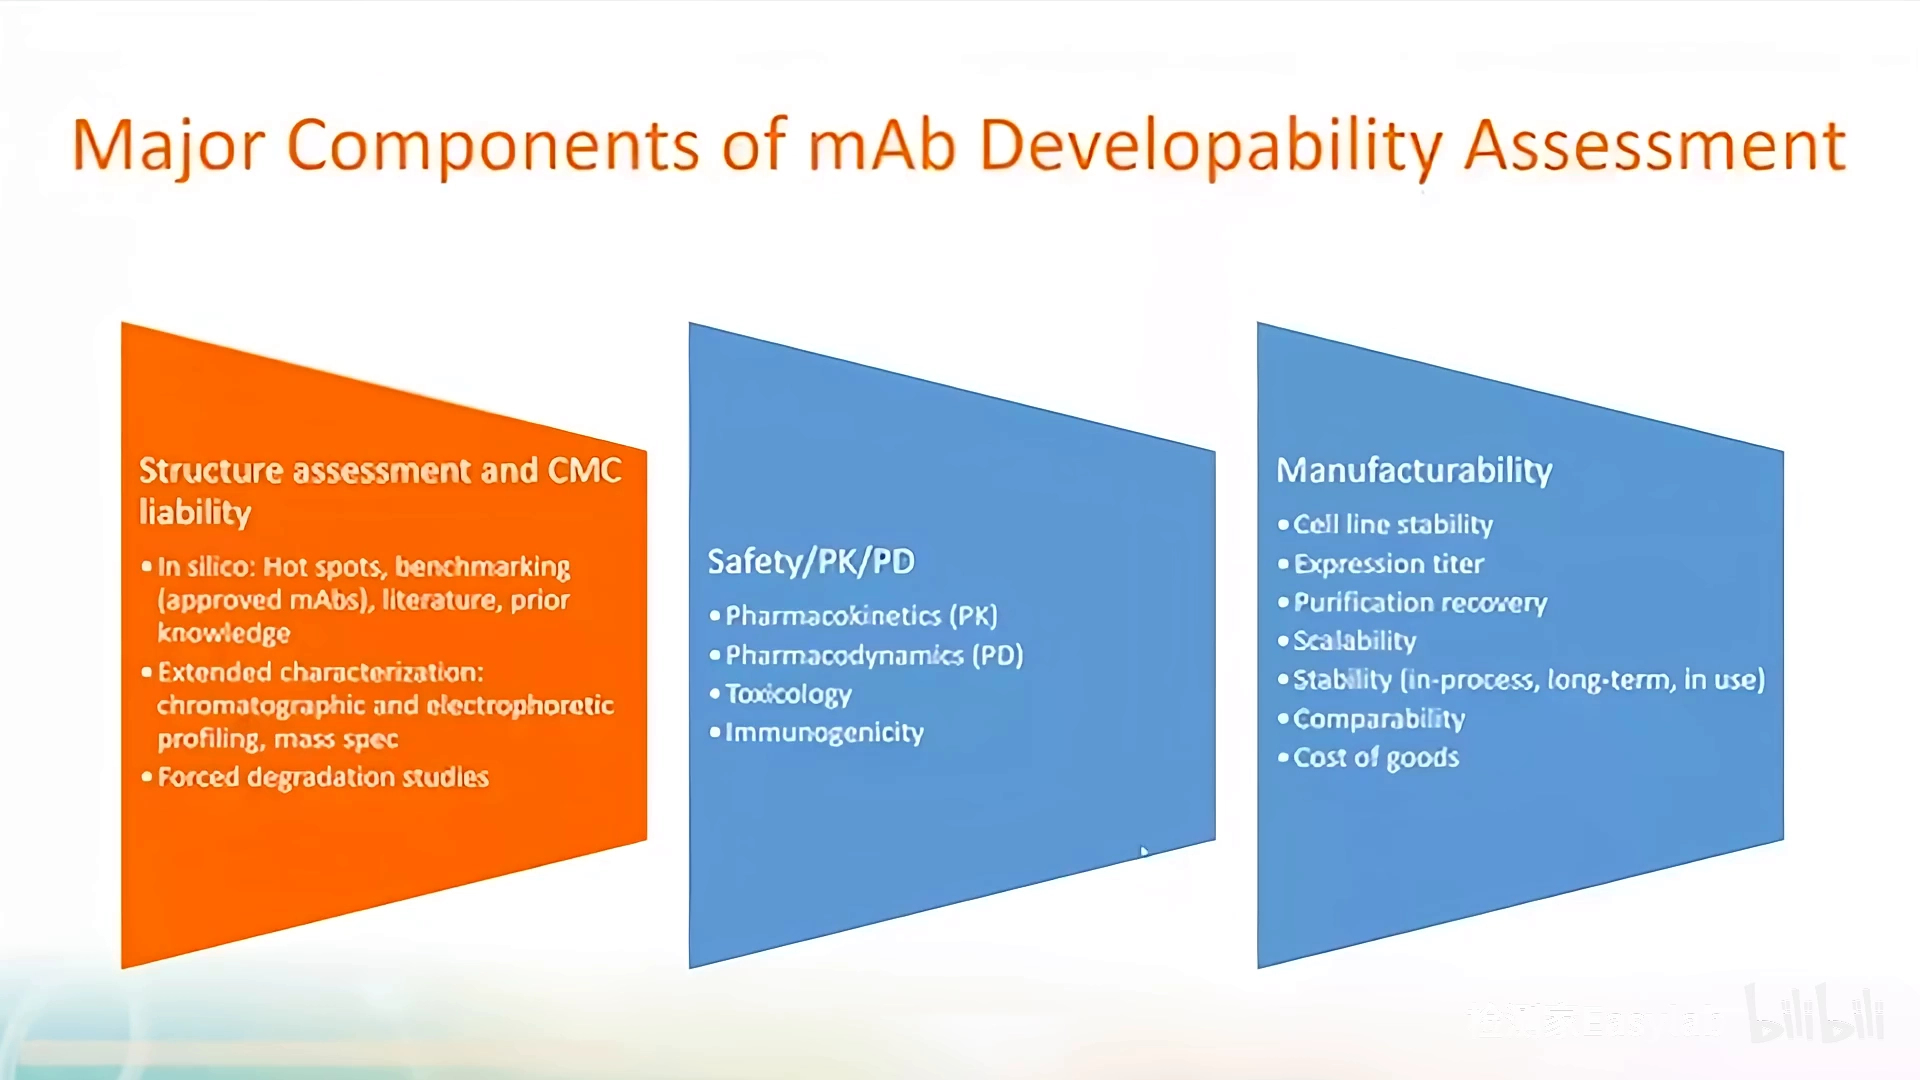 Major Components of mAb Developability Assessment
Structure assessment and CMC
liability
•In silico: Hot spots, benchmarking
(approved mAbs), literature, prior
knowledge
•Extended characterization:
chromatographic and electrophoretic
profiling, mass spec
•Forced degradation studies
Safety/PK/PD
•Pharmacokinetics (PK)
•Pharmacodynamics (PD)
•Toxicology
•Immunogenicity
Manufacturability
•Cell line stability
•Expression titer
•Purification recovery
•Scalability
•Stability (in-process, long-term, in use)
•Comparability
•Cost of goods
Easylab bilibili